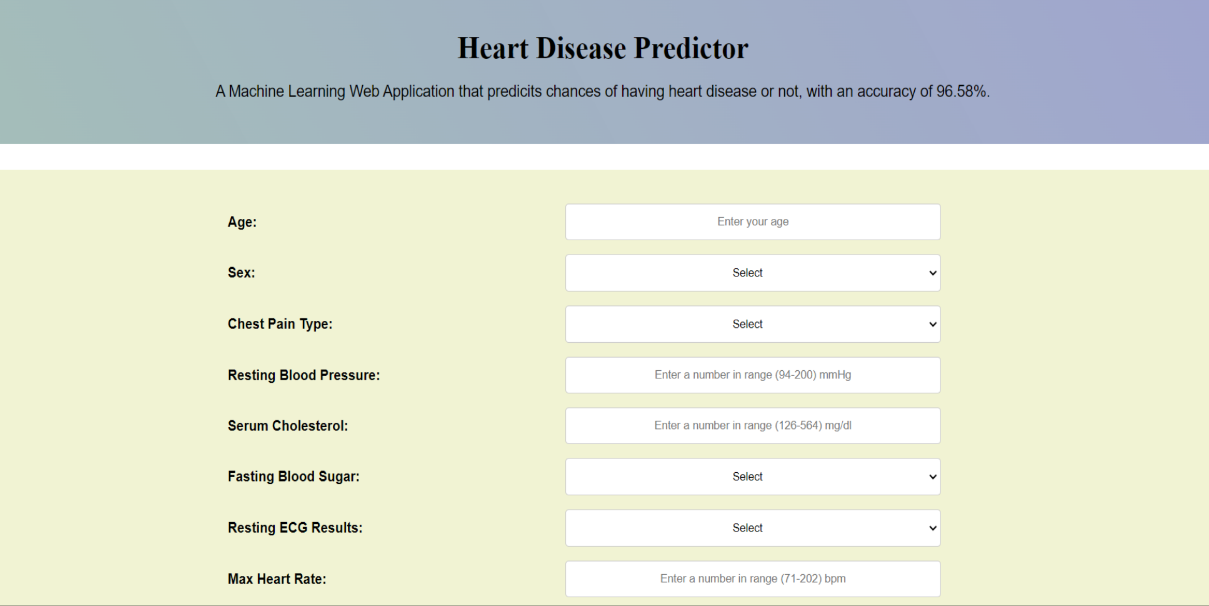 Heart Disease Predictor
A Machine Learning Web Application that predicits chances of having heart disease or not, with an accuracy of 96.58%.
Age: Enter your age
Sex: Select
Chest Pain Type: Select
Resting Blood Pressure: Enter a number in range (94-200) mmHg
Serum Cholesterol: Enter a number in range (126-564) mg/dl
Fasting Blood Sugar: Select
Resting ECG Results: Select
Max Heart Rate: Enter a number in range (71-202) bpm